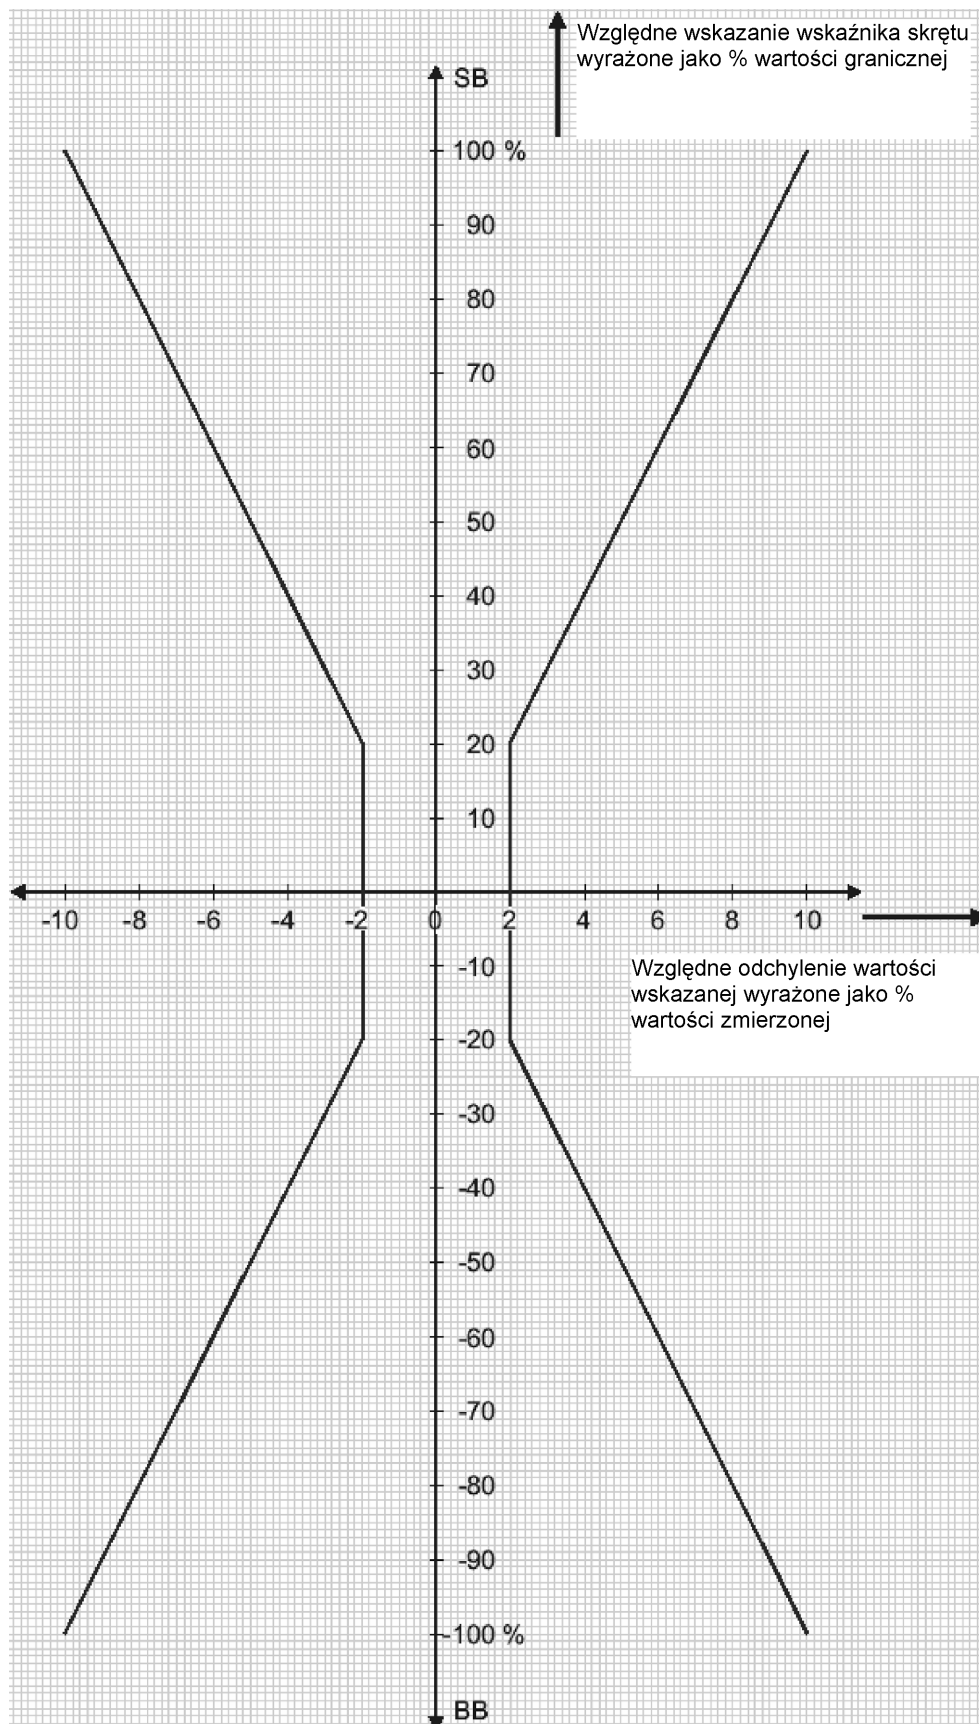 Względne wskazanie wskaźnika skrętu
wyrażone jako % wartości granicznej
SB
100 %
90
80
70
60
50
40
30
20
10
-10 -8 -6 -4 -2 0 2 4 6 8 10
-10
Względne odchylenie wartości
wskazanej wyrażone jako %
wartości zmierzonej
-20
-30
-40
-50
-60
-70
-80
-90
-100 %
BB